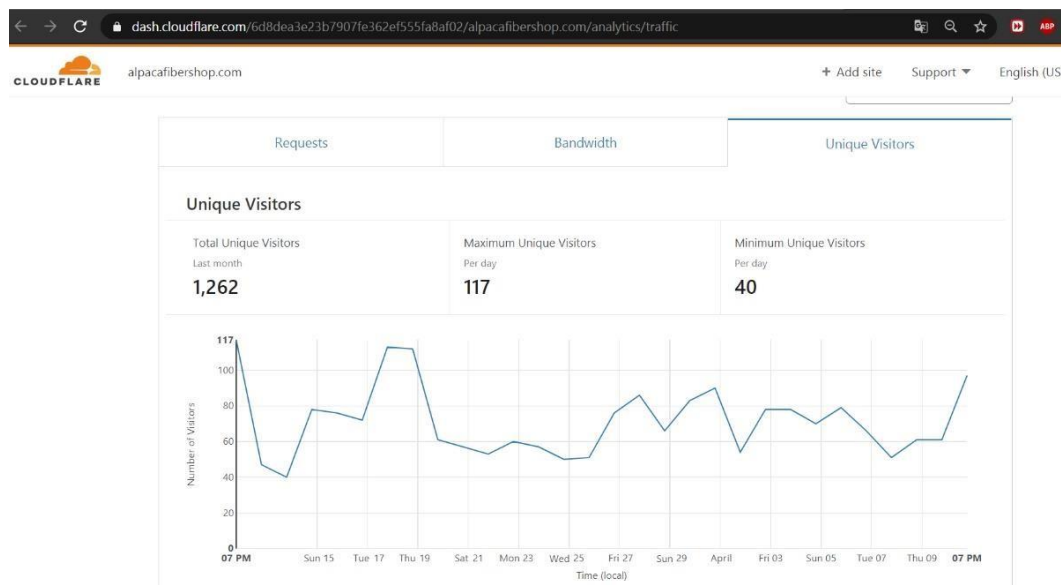 dash.cloudflare.com/6d8dea3e23b7907fe362ef555fa8af02/alpacafibershop.com/analytics/traffic
ABP
CLOUDFLARE
alpacafibershop.com
+ Add site
Support
English (US
Requests
Bandwidth
Unique Visitors
Unique Visitors
Total Unique Visitors
Last month
1,262
Maximum Unique Visitors
Per day
117
Minimum Unique Visitors
Per day
40
Number of Visitors
117
100
80
60
40
20
0
07 PM
Sun 15
Tue 17
Thu 19
Sat 21
Mon 23
Wed 25
Fri 27
Sun 29
April
Fri 03
Sun 05
Tue 07
Thu 09
07 PM
Time (local)